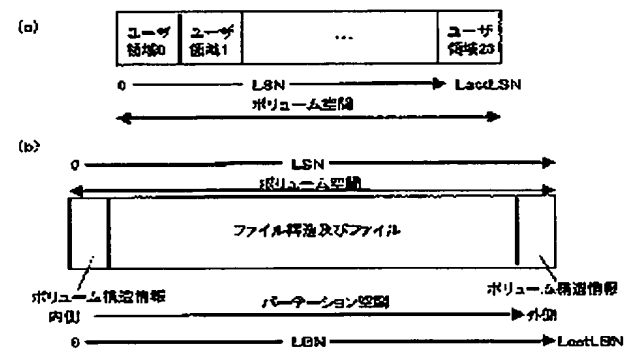 (a)
ユーザ
領域0
ユーザ
領域1
...
ユーザ
領域23
0 LSN LastLSN
ボリューム空間
(b)
0 LSN
ボリューム空間
ファイル構造及びファイル
ボリューム構造情報
内側
パーテーション空間
ボリューム構造情報
外側
0 LBN LastLBN